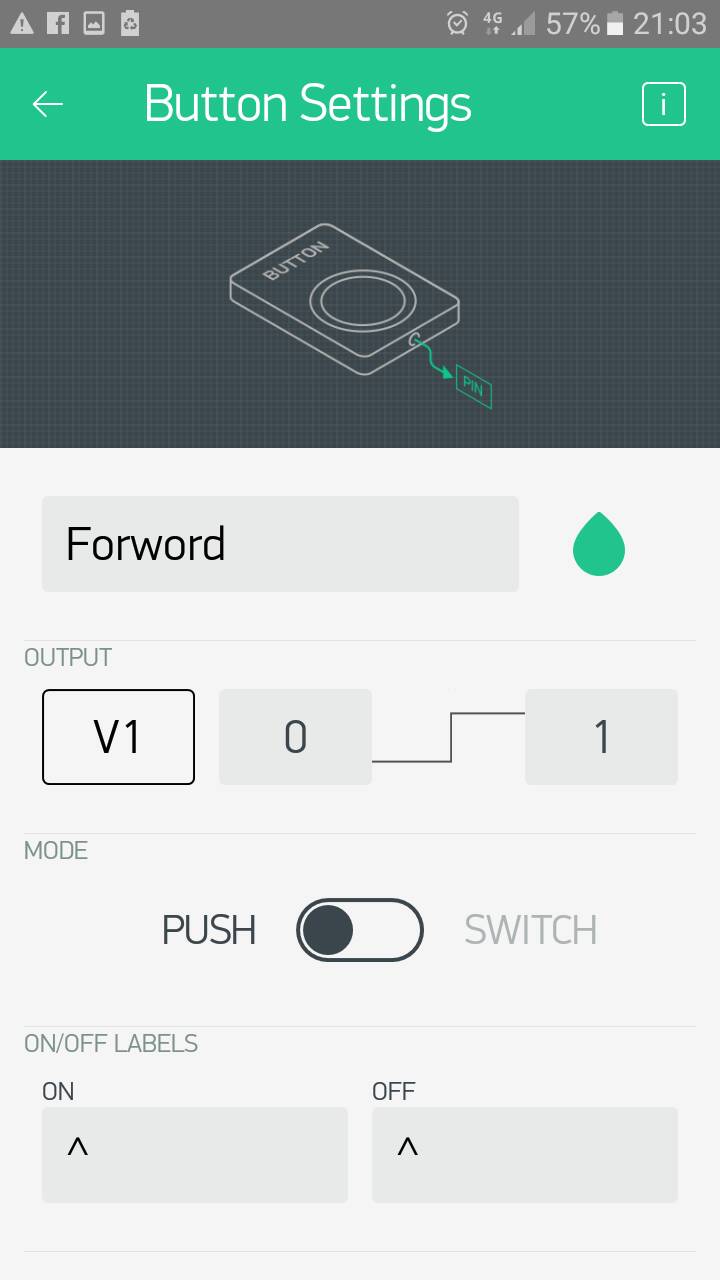 4G 57% 21:03
Button Settings i
BUTTON
PIN
Forword
OUTPUT
V1 0 1
MODE
PUSH SWITCH
ON/OFF LABELS
ON OFF
^ ^